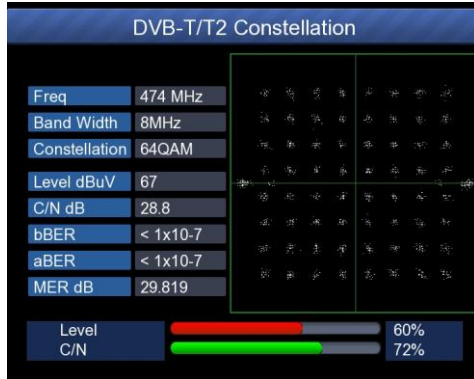 DVB-T/T2 Constellation
Freq 474 MHz
Band Width 8MHz
Constellation 64QAM
Level dBuV 67
C/N dB 28.8
bBER < 1x10-7
aBER < 1x10-7
MER dB 29.819
Level 60%
C/N 72%